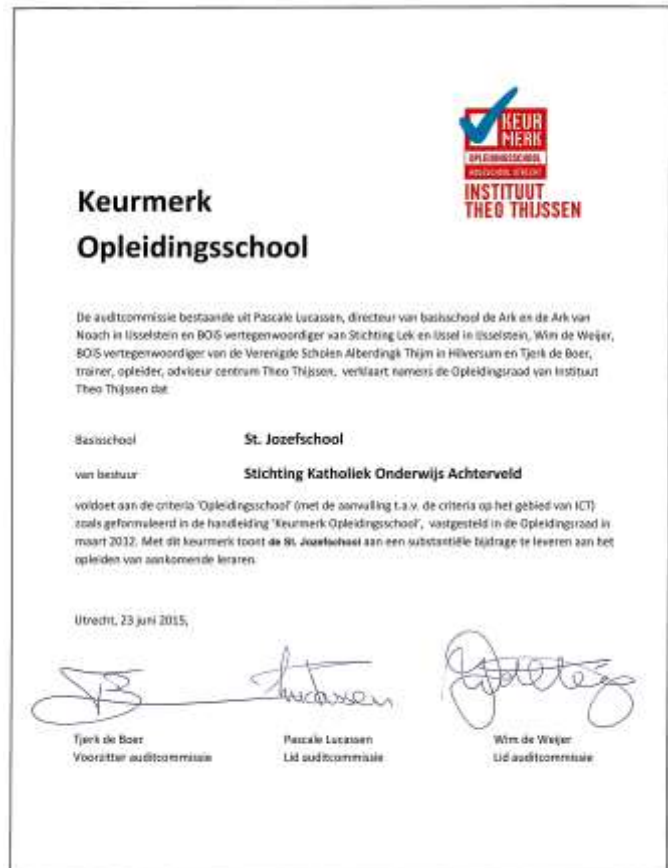 KEUR
MERK
OPLEIDINGSSCHOOL
HOGESCHOOL UTRECHT
INSTITUUT
THEO THIJSSEN
Keurmerk
Opleidingsschool
De auditcommissie bestaande uit Pascale Lucassen, directeur van basisschool de Ark en de Ark van
Noach in IJsselstein en BOIS vertegenwoordiger van Stichting Lek en IJssel in IJsselstein, Wim de Weijer,
BOIS vertegenwoordiger van de Verenigde Scholen Alberdingk Thijm in Hilversum en Tjerk de Boer,
trainer, opleider, adviseur centrum Theo Thijssen, verklaart namens de Opleidingsraad van Instituut
Theo Thijssen dat
Basisschool St. Jozefschool
van bestuur Stichting Katholiek Onderwijs Achterveld
voldoet aan de criteria 'Opleidingsschool' (met de aanvulling t.a.v. de criteria op het gebied van ICT)
zoals geformuleerd in de handleiding 'Keurmerk Opleidingsschool', vastgesteld in de Opleidingsraad in
maart 2012. Met dit keurmerk toont de St. Jozefschool aan een substantiële bijdrage te leveren aan het
opleiden van aankomende leraren.
Utrecht, 23 juni 2015,
Lucassen
Tjerk de Boer Pascale Lucassen Wim de Weijer
Voorzitter auditcommissie Lid auditcommissie Lid auditcommissie